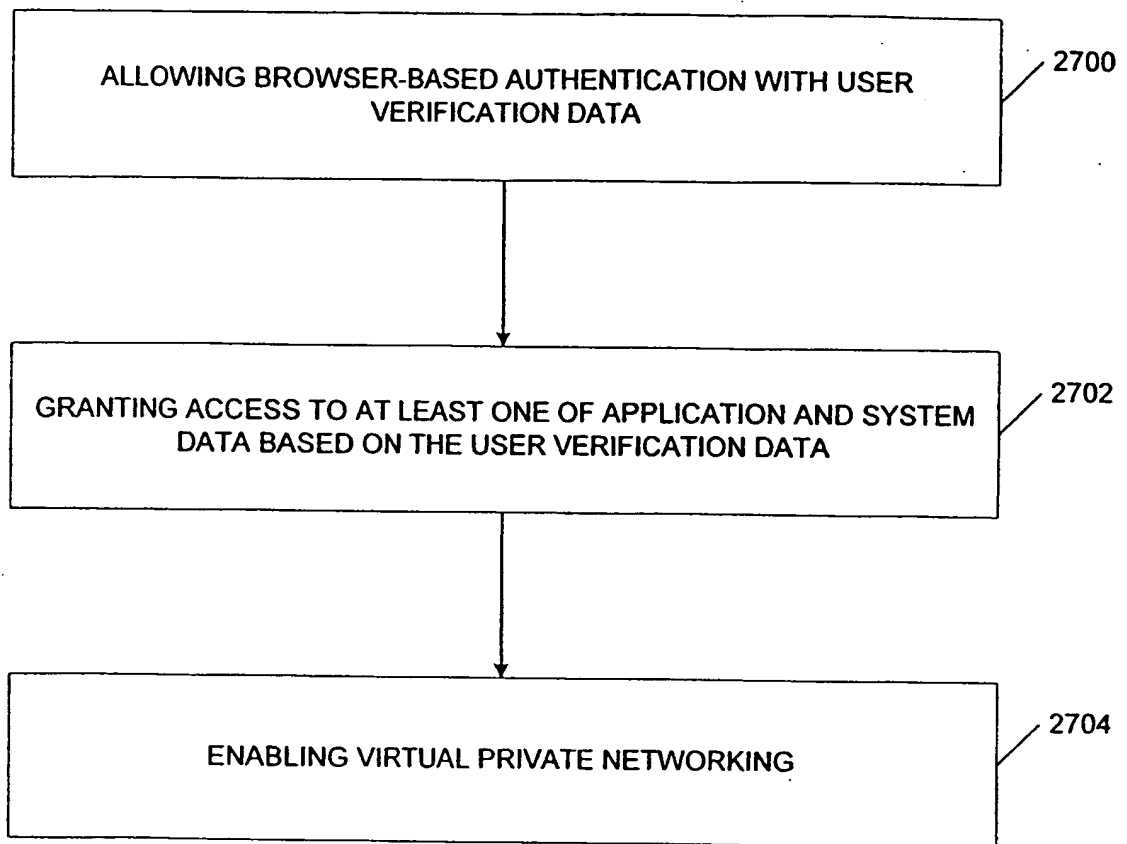 ALLOWING BROWSER-BASED AUTHENTICATION WITH USER
VERIFICATION DATA
2700
GRANTING ACCESS TO AT LEAST ONE OF APPLICATION AND SYSTEM
DATA BASED ON THE USER VERIFICATION DATA
2702
ENABLING VIRTUAL PRIVATE NETWORKING
2704